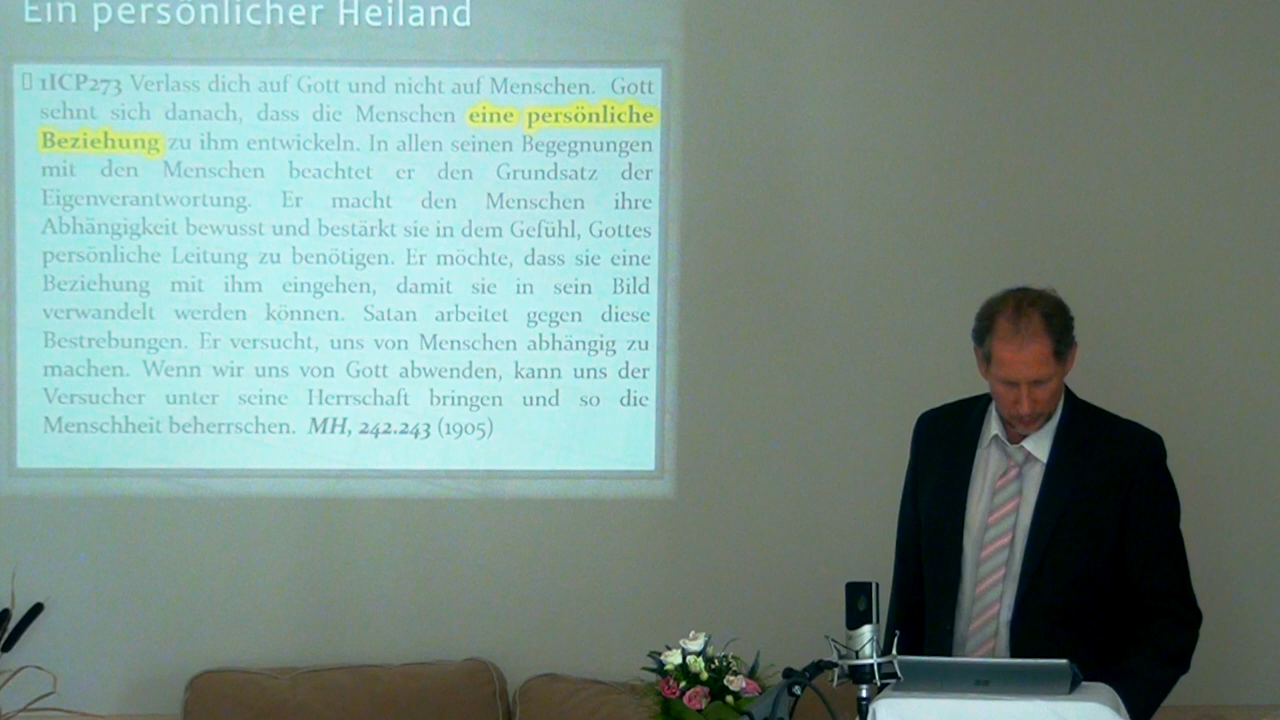 Ein persönlicher Heiland
1ICP273 Verlass dich auf Gott und nicht auf Menschen. Gott
sehnt sich danach, dass die Menschen eine persönliche
Beziehung zu ihm entwickeln. In allen seinen Begegnungen
mit den Menschen beachtet er den Grundsatz der
Eigenverantwortung. Er macht den Menschen ihre
Abhängigkeit bewusst und bestärkt sie in dem Gefühl, Gottes
persönliche Leitung zu benötigen. Er möchte, dass sie eine
Beziehung mit ihm eingehen, damit sie in sein Bild
verwandelt werden können. Satan arbeitet gegen diese
Bestrebungen. Er versucht, uns von Menschen abhängig zu
machen. Wenn wir uns von Gott abwenden, kann uns der
Versucher unter seine Herrschaft bringen und so die
Menschheit beherrschen. MH, 242.243 (1905)